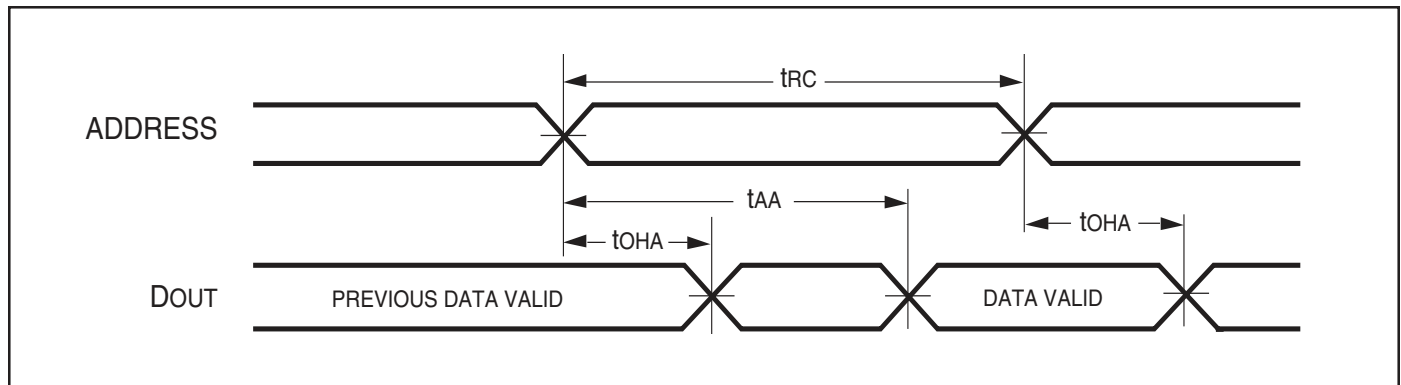 tRC
ADDRESS
tAA
tOHA
tOHA
DOUT
PREVIOUS DATA VALID
DATA VALID